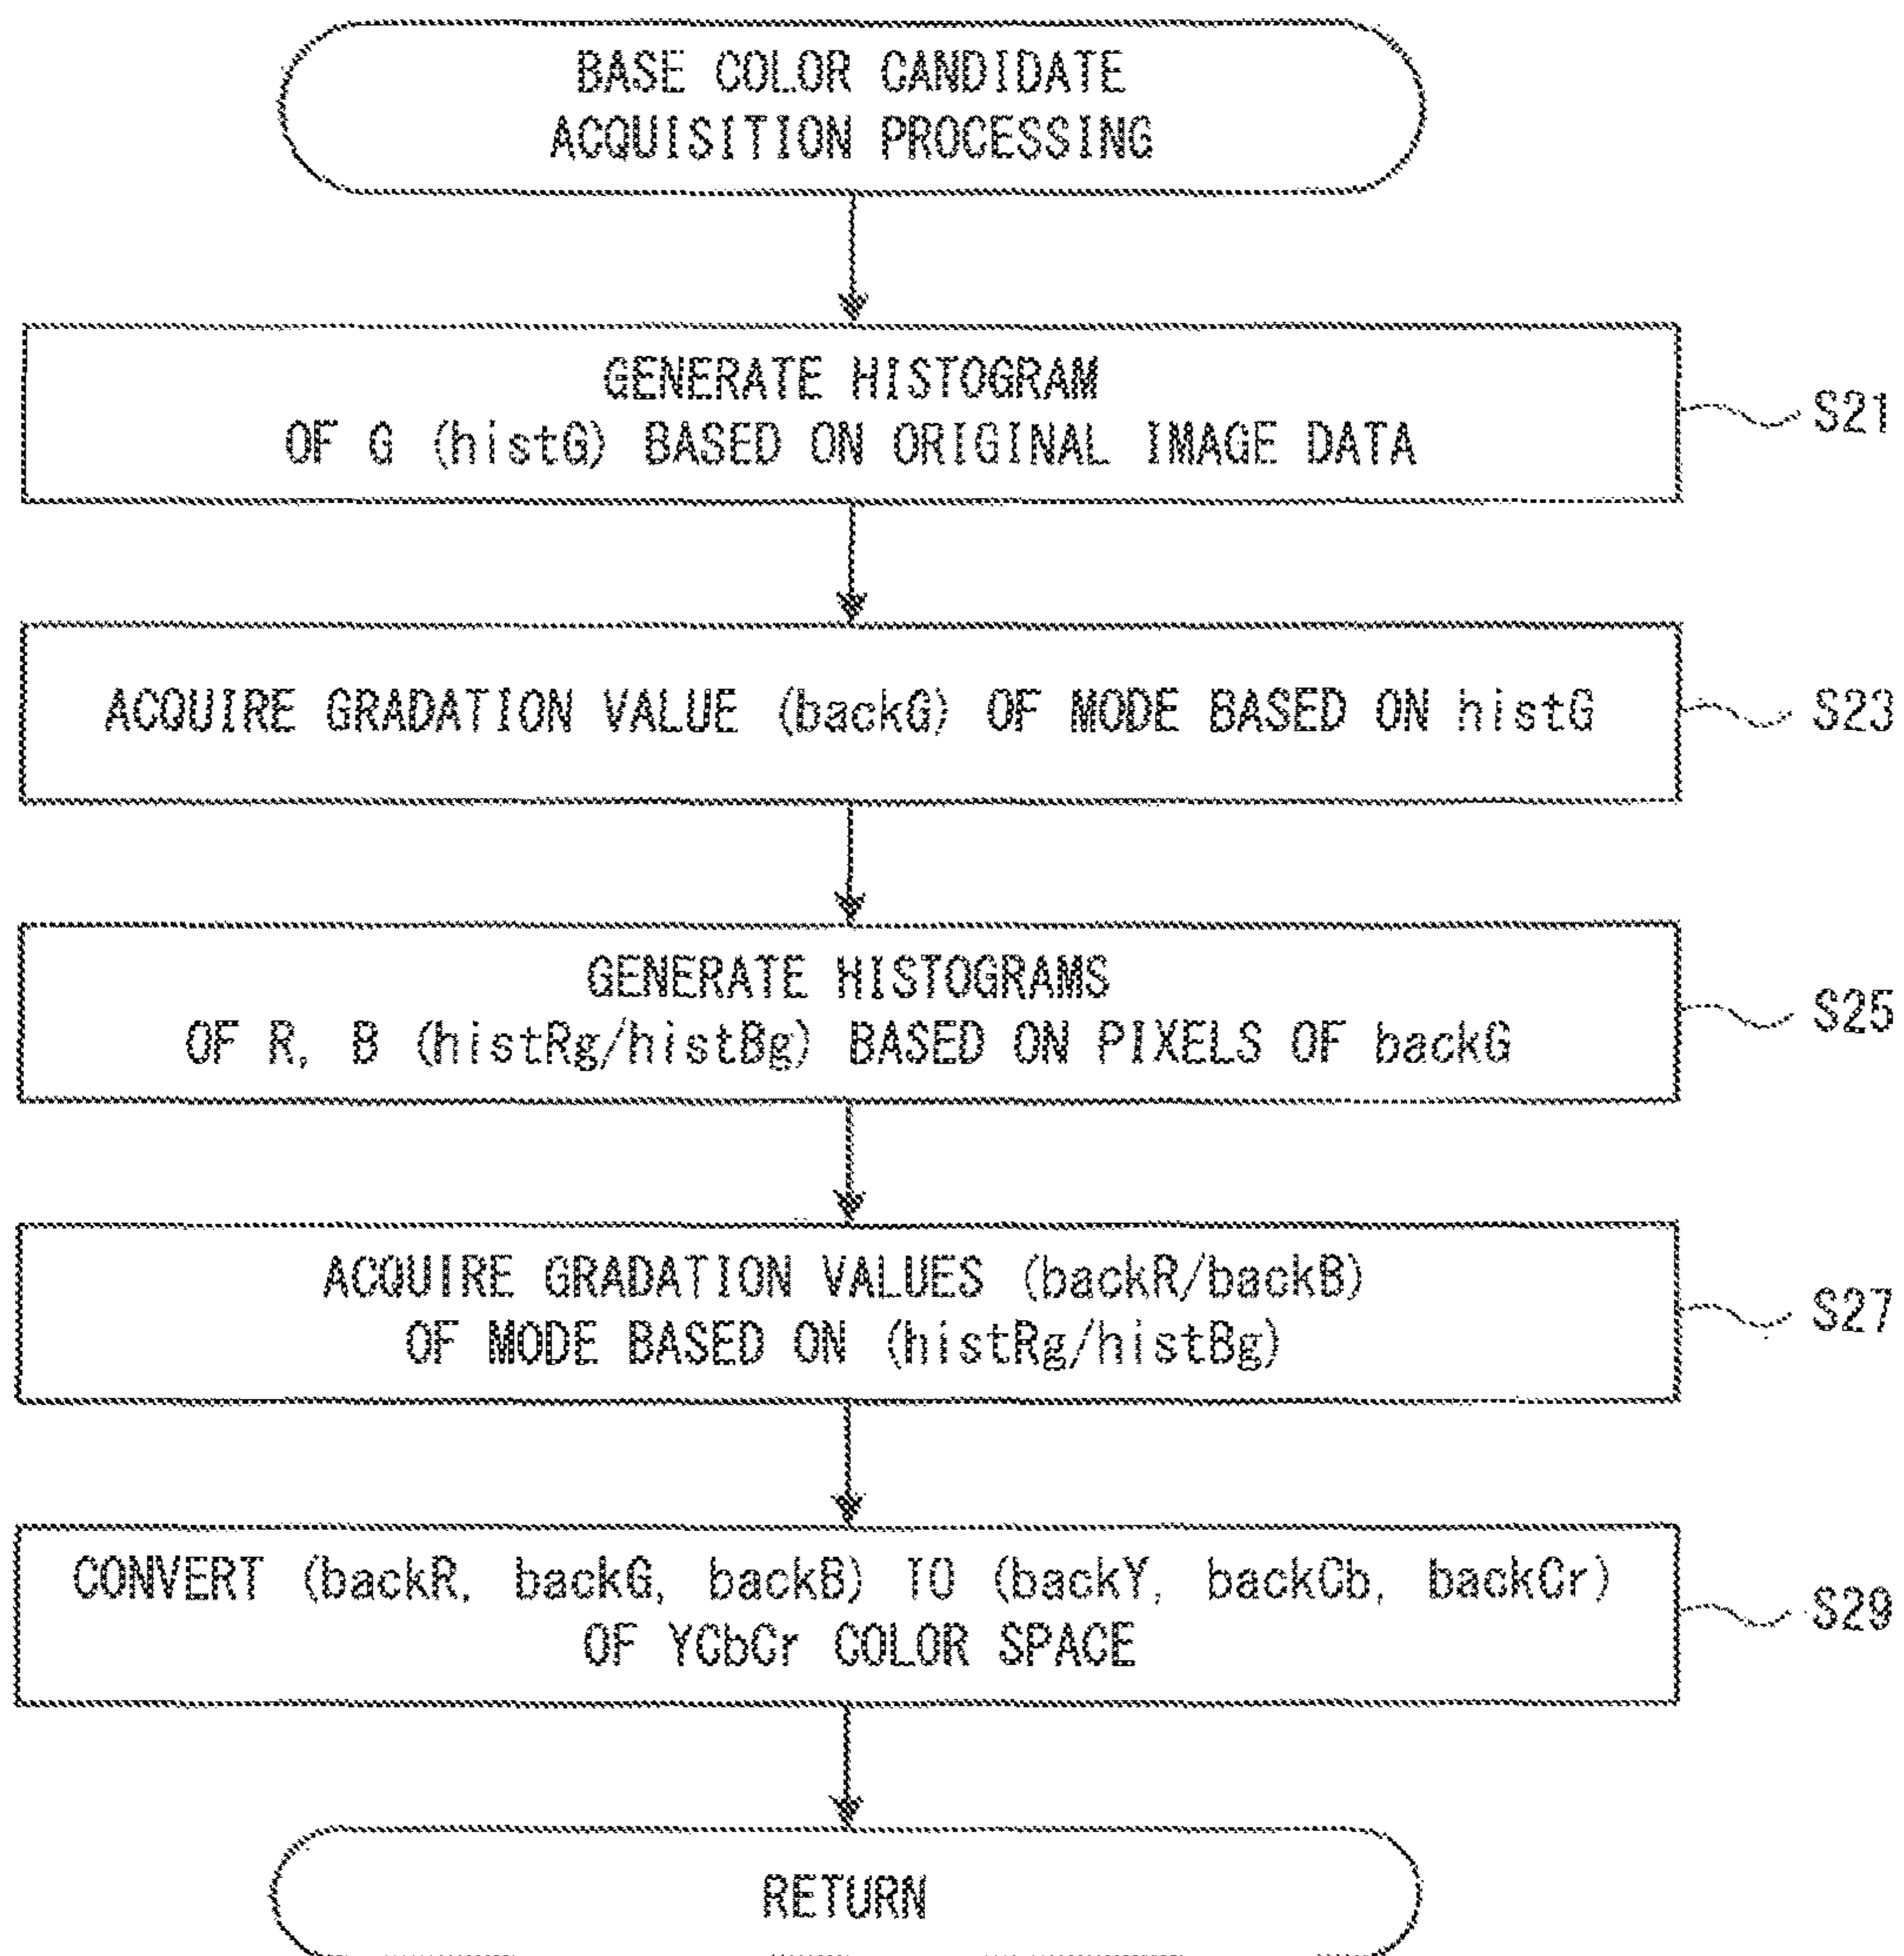 BASE COLOR CANDIDATE
ACQUISITION PROCESSING
GENERATE HISTOGRAM
OF G (histG) BASED ON ORIGINAL IMAGE DATA
S21
ACQUIRE GRADATION VALUE (backG) OF MODE BASED ON histG
S23
GENERATE HISTOGRAMS
OF R, B (histRg/histBg) BASED ON PIXELS OF backG
S25
ACQUIRE GRADATION VALUES (backR/backB)
OF MODE BASED ON (histRg/histBg)
S27
CONVERT (backR, backG, backB) TO (backY, backCb, backCr)
OF YCbCr COLOR SPACE
S29
RETURN